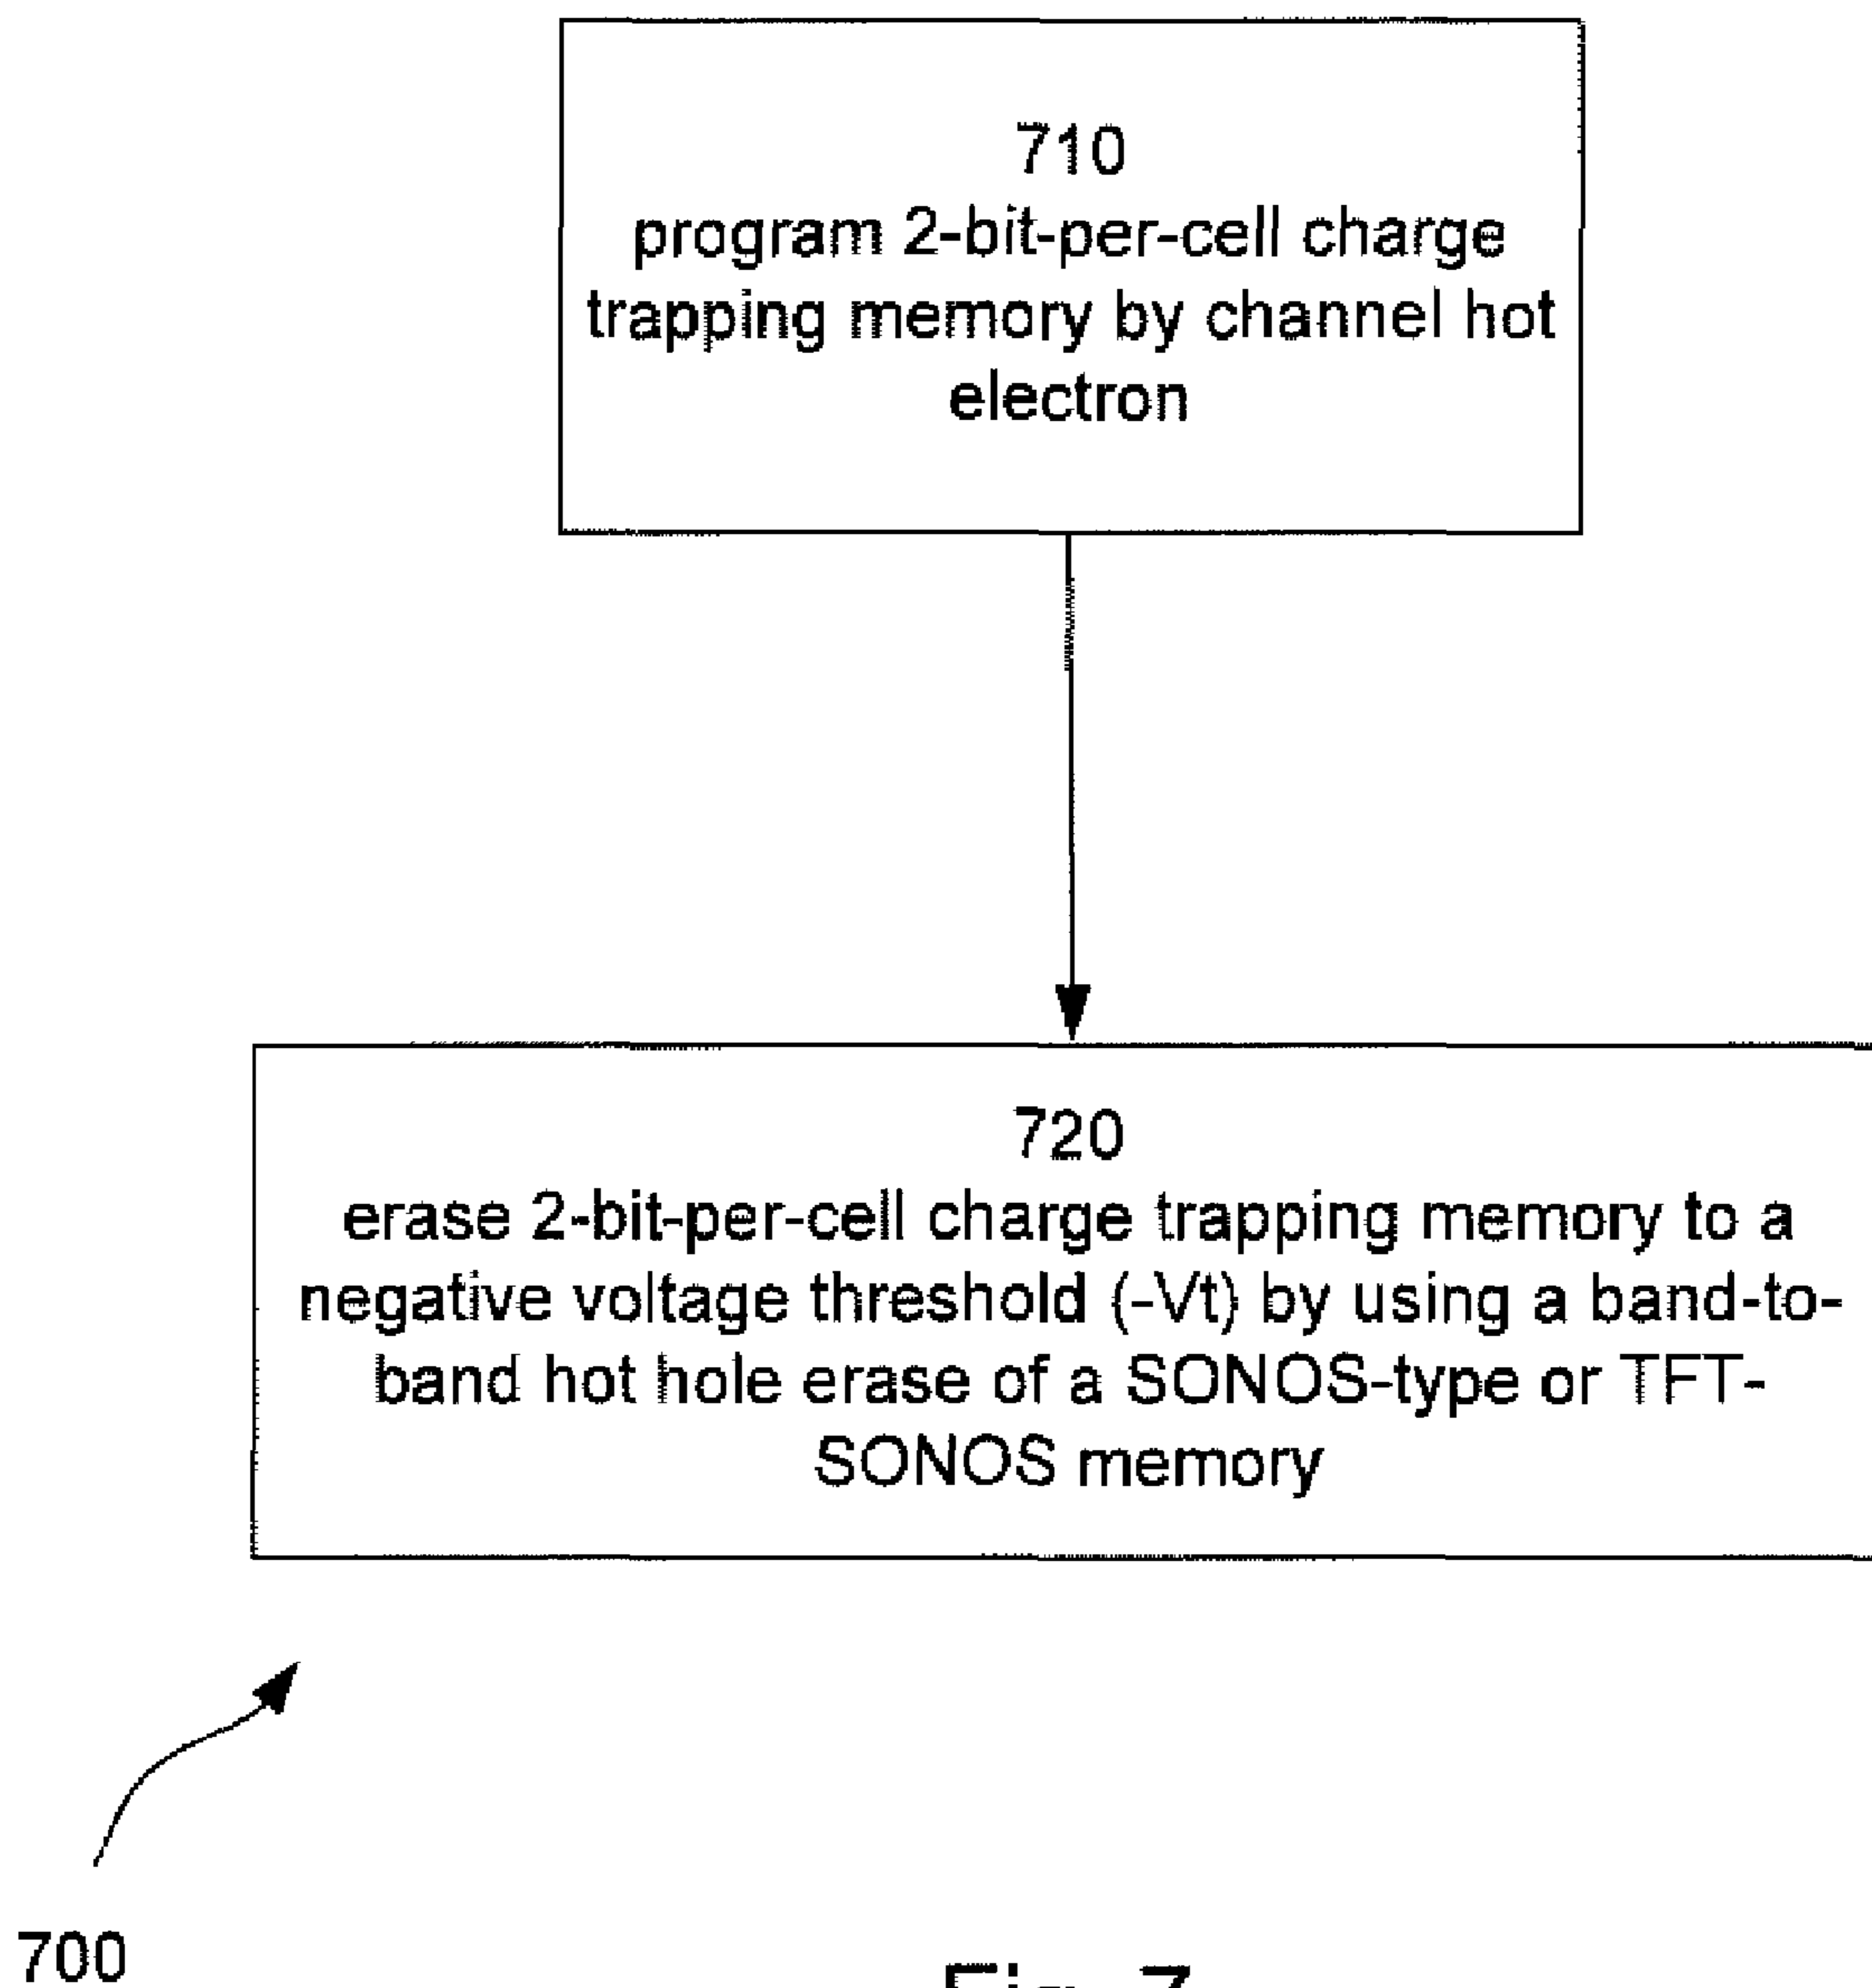 710
program 2-bit-per-cell charge
trapping memory by channel hot
electron
720
erase 2-bit-per-cell charge trapping memory to a
negative voltage threshold (-Vt) by using a band-to-
band hot hole erase of a SONOS-type or TFT-
SONOS memory
700
Fig. 7